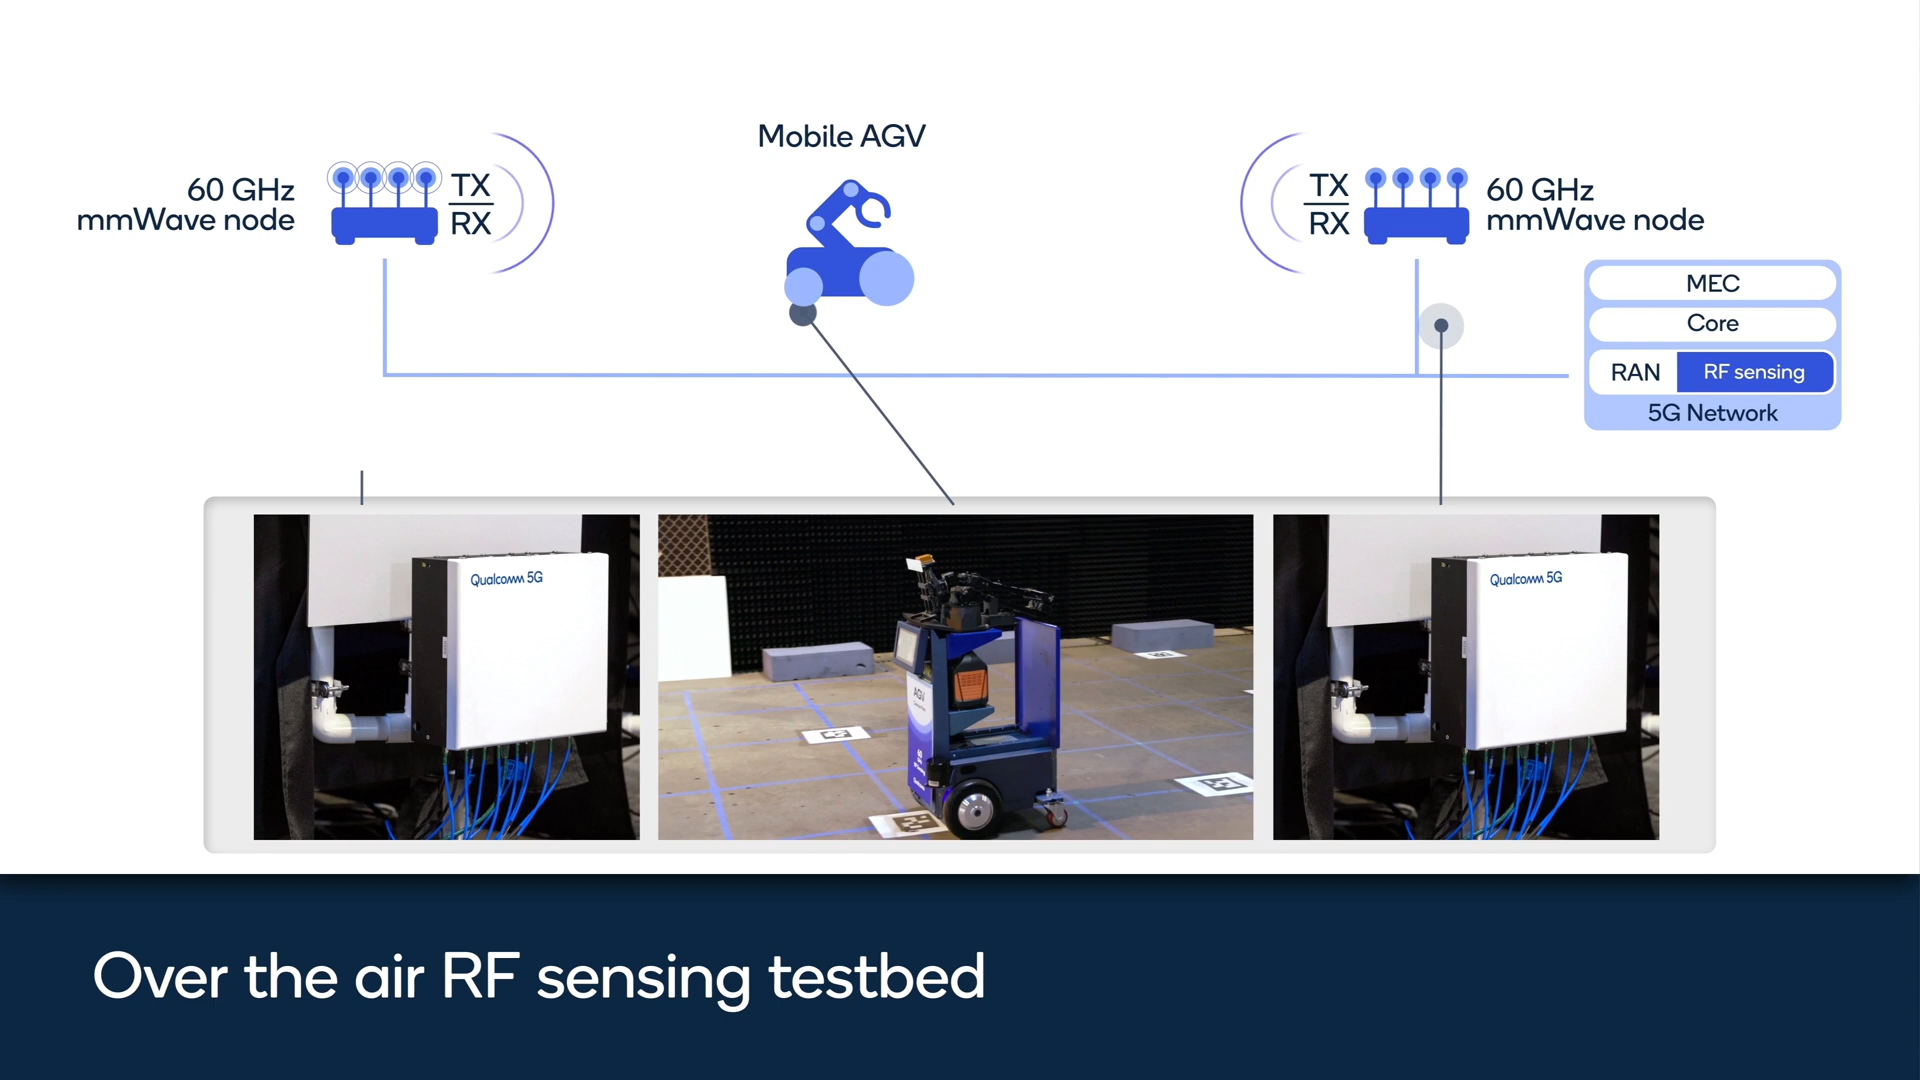 Mobile AGV
60 GHz
mmWave node
TX
RX
TX
RX
60 GHz
mmWave node
MEC
Core
RAN
RF sensing
5G Network
Qualcomm 5G
AGV
Qualcomm 5G
Over the air RF sensing testbed